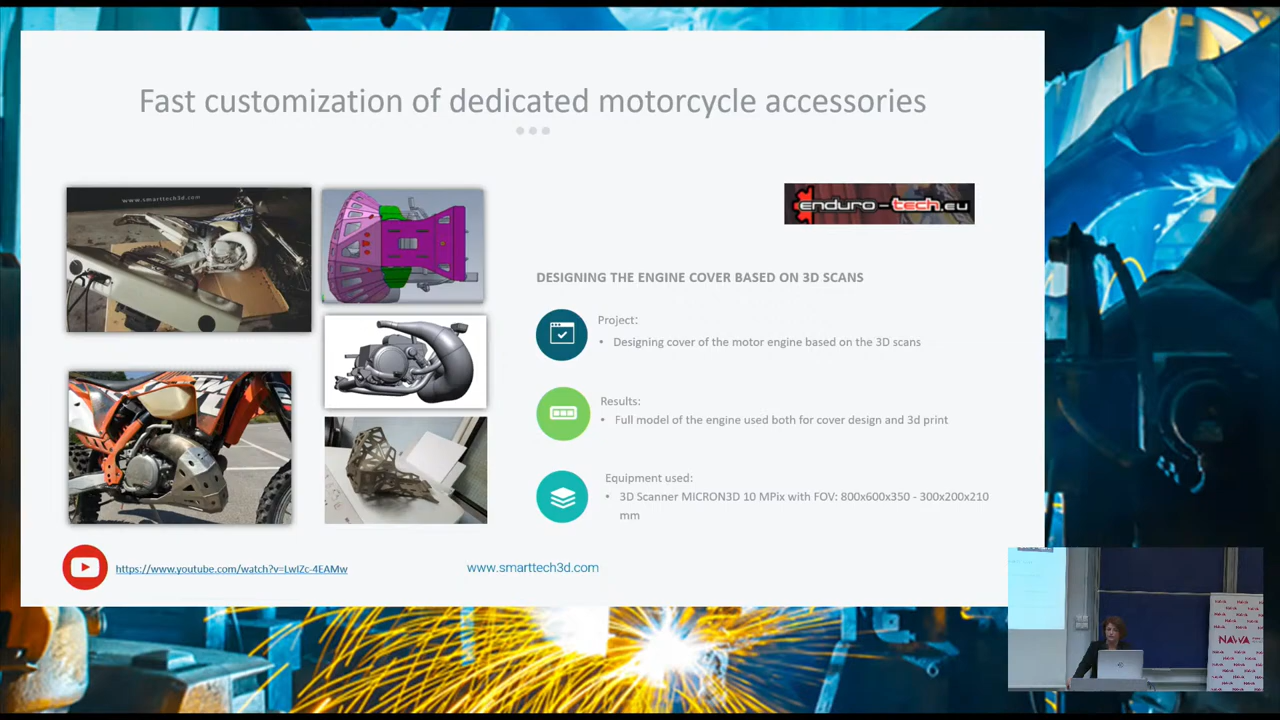 Fast customization of dedicated motorcycle accessories
www.smarttech3d.com
enduro-tech.eu
DESIGNING THE ENGINE COVER BASED ON 3D SCANS
Project:
• Designing cover of the motor engine based on the 3D scans
Results:
• Full model of the engine used both for cover design and 3d print
Equipment used:
• 3D Scanner MICRON3D 10 MPix with FOV: 800x600x350 - 300x200x210
mm
https://www.youtube.com/watch?v=LwIZc-4EAMw
www.smarttech3d.com
NAWA